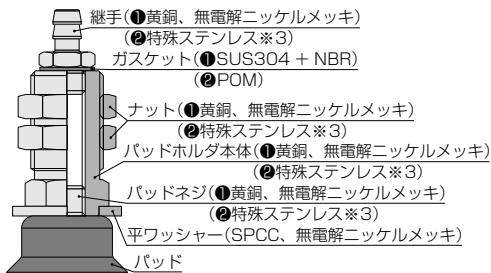 継手(❶黄銅、無電解ニッケルメッキ)
(❷特殊ステンレス※3)
ガスケット(❶SUS304 + NBR)
(❷POM)
ナット(❶黄銅、無電解ニッケルメッキ)
(❷特殊ステンレス※3)
パッドホルダ本体(❶黄銅、無電解ニッケルメッキ)
(❷特殊ステンレス※3)
パッドネジ(❶黄銅、無電解ニッケルメッキ)
(❷特殊ステンレス※3)
平ワッシャー(SPCC、無電解ニッケルメッキ)
パッド